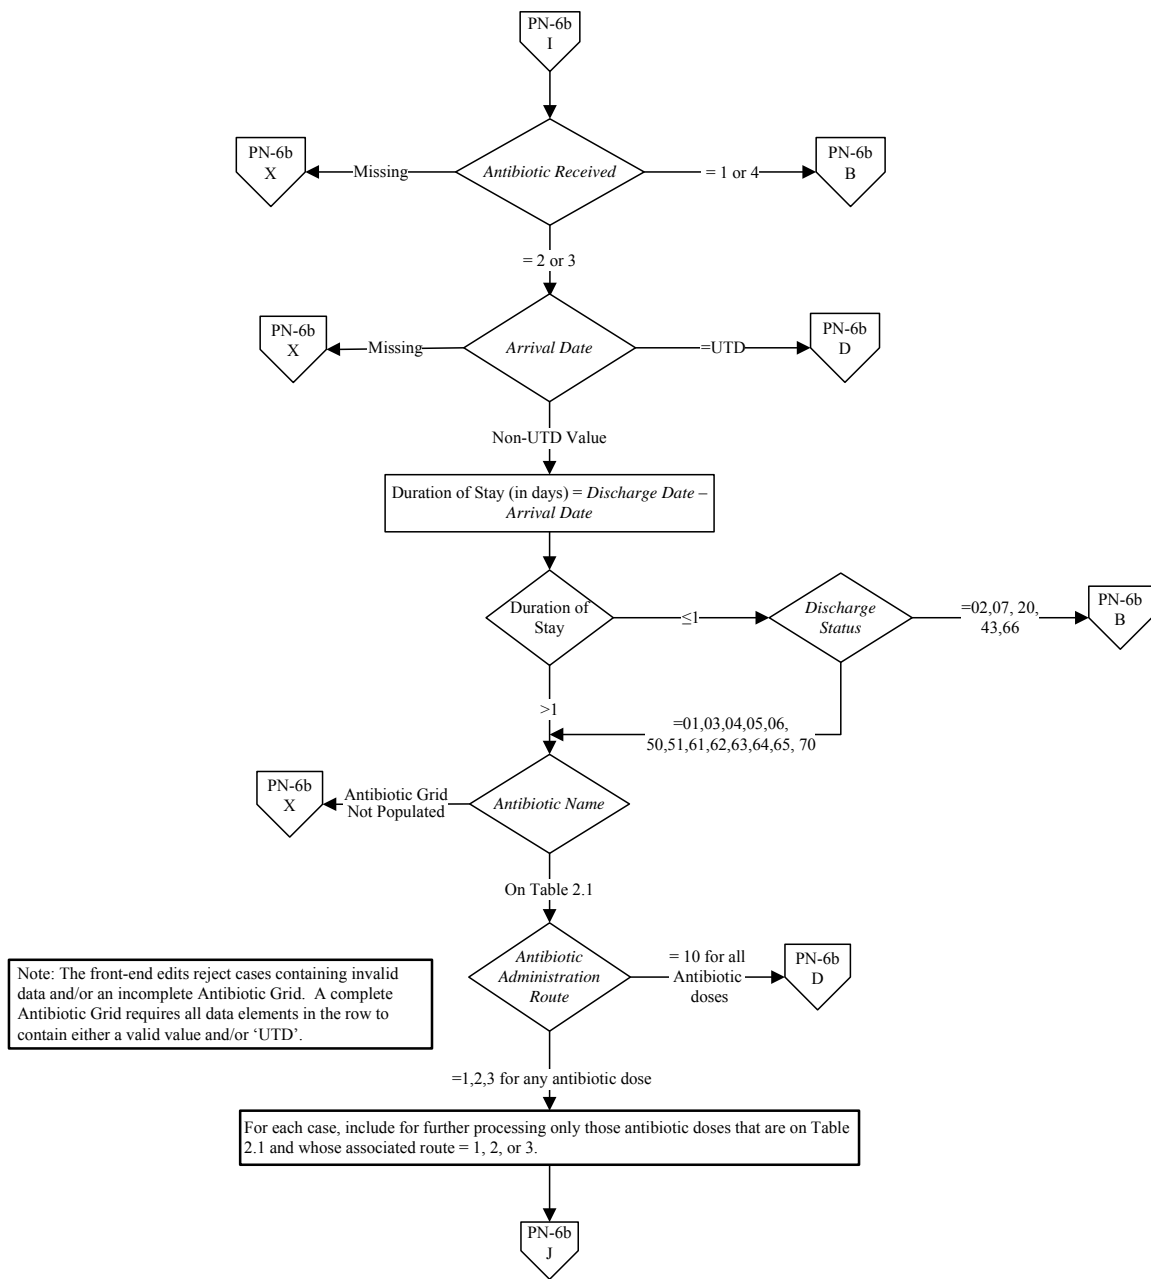 PN-6b
I
PN-6b
X
Missing
Antibiotic Received
= 1 or 4
PN-6b
B
= 2 or 3
PN-6b
X
Missing
Arrival Date
=UTD
PN-6b
D
Non-UTD Value
Duration of Stay (in days) = Discharge Date –
Arrival Date
Duration of
Stay
≤1
Discharge
Status
=02,07, 20,
43,66
PN-6b
B
>1
=01,03,04,05,06,
50,51,61,62,63,64,65, 70
PN-6b
X
Antibiotic Grid
Not Populated
Antibiotic Name
On Table 2.1
Antibiotic
Administration
Route
= 10 for all
Antibiotic
doses
PN-6b
D
Note: The front-end edits reject cases containing invalid
data and/or an incomplete Antibiotic Grid.  A complete
Antibiotic Grid requires all data elements in the row to
contain either a valid value and/or ‘UTD’.
=1,2,3 for any antibiotic dose
For each case, include for further processing only those antibiotic doses that are on Table
2.1 and whose associated route = 1, 2, or 3.
PN-6b
J